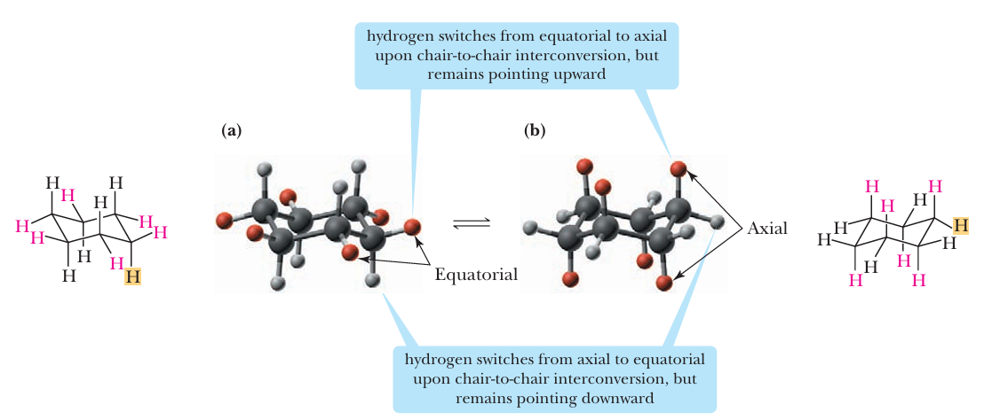 hydrogen switches from equatorial to axial
upon chair-to-chair interconversion, but
remains pointing upward
(a)
(b)
H
H
H
H
H
H
H
H
H
H
H
H
Equatorial
Axial
H
H
H
H
H
H
H
H
H
H
H
H
hydrogen switches from axial to equatorial
upon chair-to-chair interconversion, but
remains pointing downward